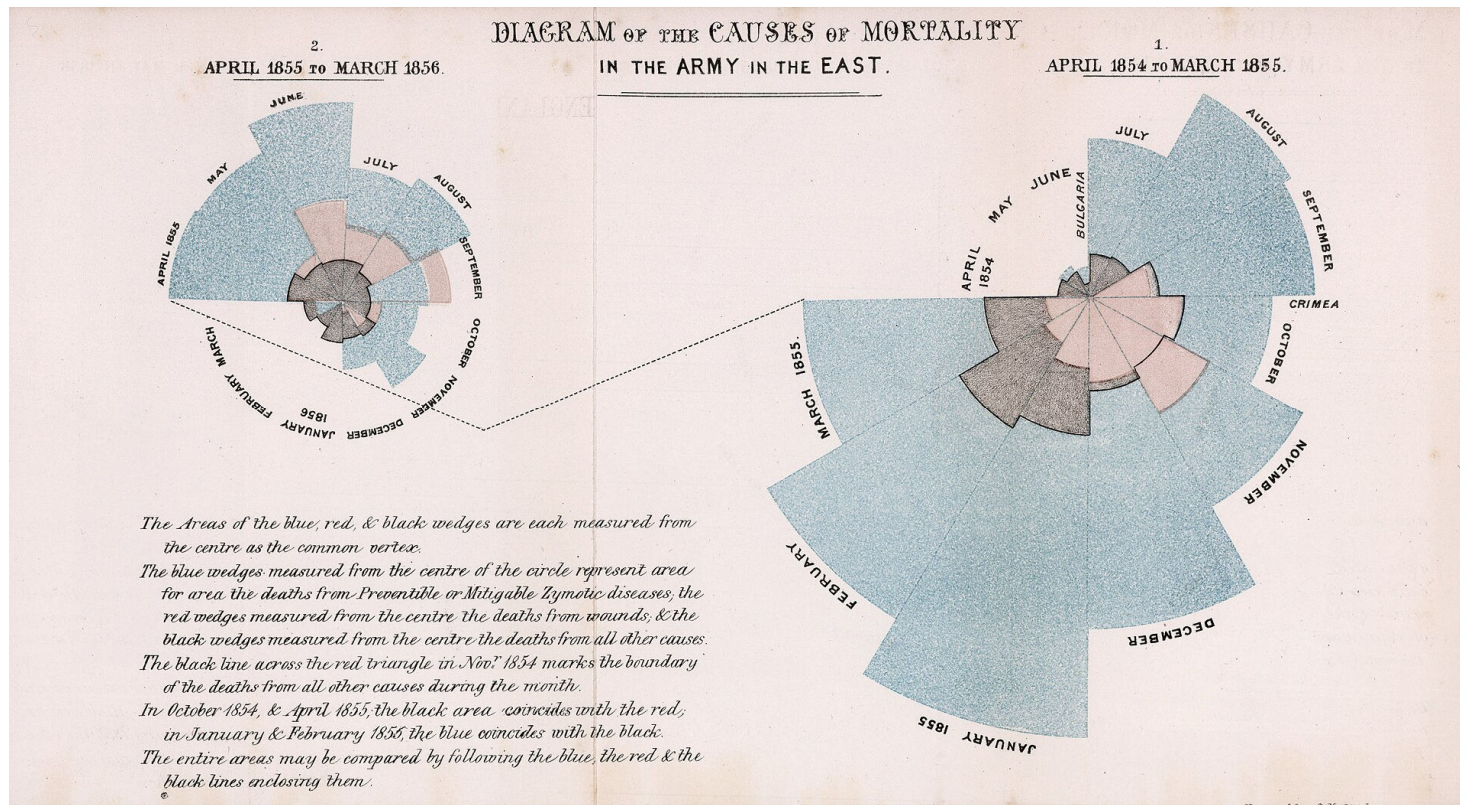 DIAGRAM OF THE CAUSES OF MORTALITY
IN THE ARMY IN THE EAST.
2.
APRIL 1855 TO MARCH 1856.
1.
APRIL 1854 TO MARCH 1855.
APRIL 1855
MAY
JUNE
JULY
AUGUST
SEPTEMBER
OCTOBER
NOVEMBER
DECEMBER
JANUARY
1856
FEBRUARY
MARCH
APRIL
1854
MAY
JUNE
BULGARIA
JULY
AUGUST
SEPTEMBER
CRIMEA
OCTOBER
NOVEMBER
DECEMBER
JANUARY 1855
FEBRUARY
MARCH 1855.
The Areas of the blue, red, & black wedges are each measured from
the centre as the common vertex.
The blue wedges measured from the centre of the circle represent area
for area the deaths from Preventible or Mitigable Zymotic diseases; the
red wedges measured from the centre the deaths from wounds; & the
black wedges measured from the centre the deaths from all other causes.
The black line across the red triangle in Novr. 1854 marks the boundary
of the deaths from all other causes during the month.
In October 1854, & April 1855, the black area coincides with the red;
in January & February 1856, the blue coincides with the black.
The entire areas may be compared by following the blue, the red & the
black lines enclosing them.